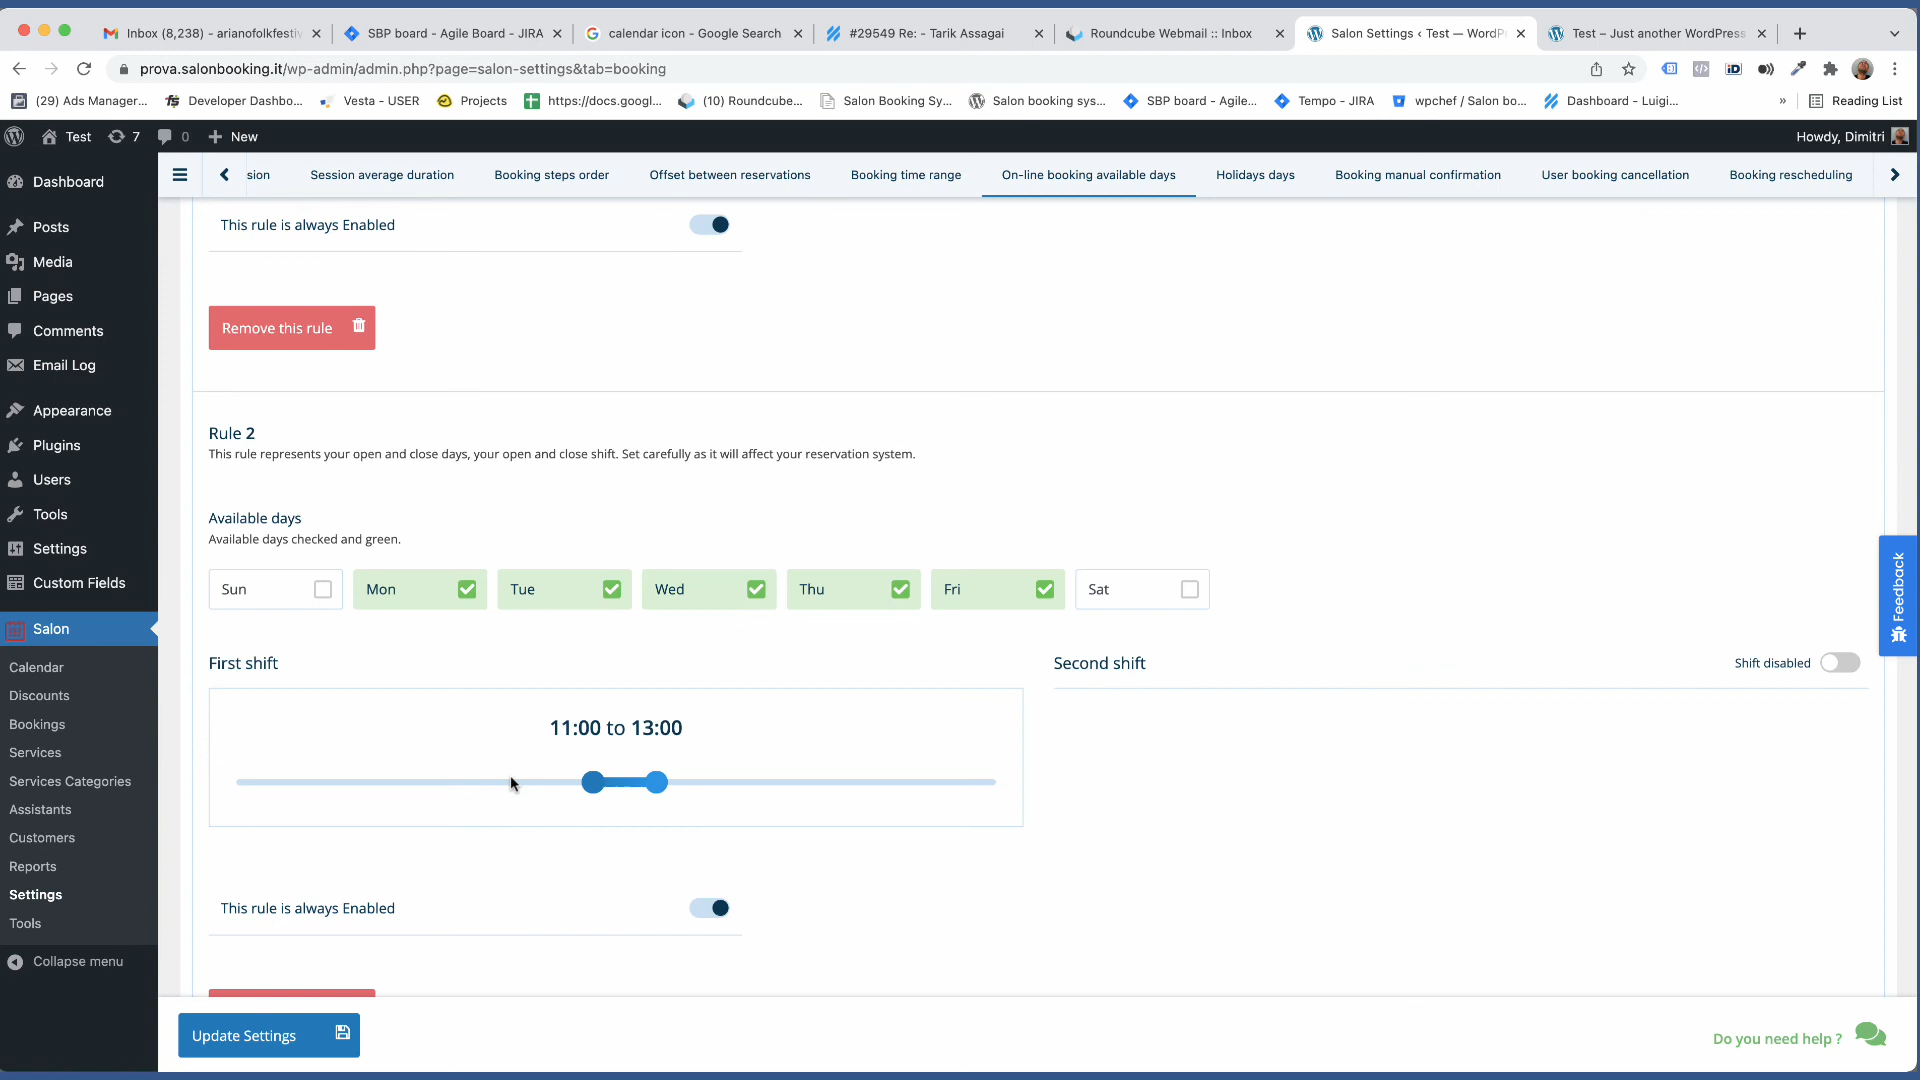 Inbox (8,238) - arianofolkfestiv
SBP board - Agile Board - JIRA
calendar icon - Google Search
#29549 Re: - Tarik Assagai
Roundcube Webmail :: Inbox
Salon Settings ‹ Test — WordP
Test – Just another WordPress
prova.salonbooking.it/wp-admin/admin.php?page=salon-settings&tab=booking
(29) Ads Manager...
Developer Dashbo...
Vesta - USER
Projects
https://docs.googl...
(10) Roundcube...
Salon Booking Sy...
Salon booking sys...
SBP board - Agile...
Tempo - JIRA
wpchef / Salon bo...
Dashboard - Luigi...
»
Reading List
Test
7
0
New
Howdy, Dimitri
Dashboard
Posts
Media
Pages
Comments
Email Log
Appearance
Plugins
Users
Tools
Settings
Custom Fields
Salon
Calendar
Discounts
Bookings
Services
Services Categories
Assistants
Customers
Reports
Settings
Tools
Collapse menu
sion
Session average duration
Booking steps order
Offset between reservations
Booking time range
On-line booking available days
Holidays days
Booking manual confirmation
User booking cancellation
Booking rescheduling
This rule is always Enabled
Remove this rule
Rule 2
This rule represents your open and close days, your open and close shift. Set carefully as it will affect your reservation system.
Available days
Available days checked and green.
Sun
Mon
Tue
Wed
Thu
Fri
Sat
First shift
Second shift
Shift disabled
11:00 to 13:00
This rule is always Enabled
Update Settings
Do you need help ?
Feedback